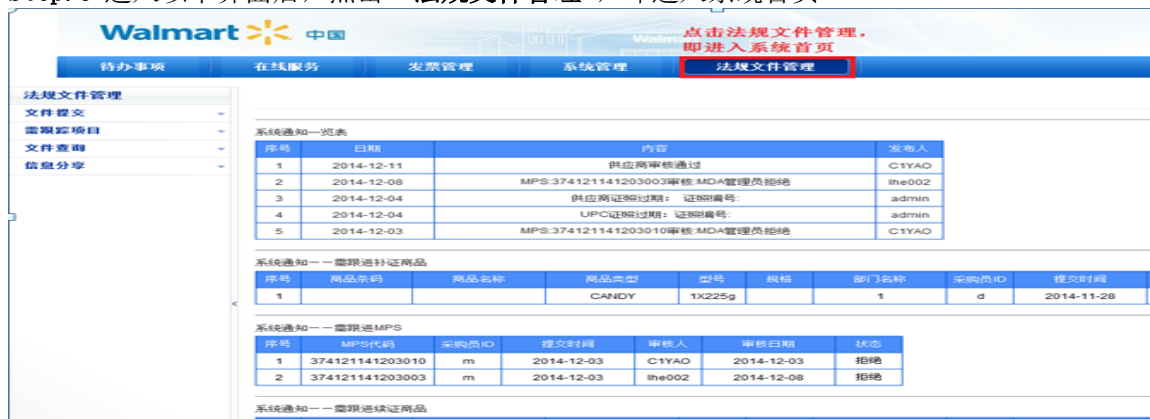 Walmart 中国
点击法规文件管理，
即进入系统首页
待办事项 在线服务 发票管理 系统管理 法规文件管理
法规文件管理
文件提交
需跟踪项目
文件查询
信息分享
系统通知一览表
序号 日期 内容 发布人
1 2014-12-11 供应商审核通过 C1YAO
2 2014-12-08 MPS:374121141203003审核:MDA管理员拒绝 lhe002
3 2014-12-04 供应商证照过期： 证照编号: admin
4 2014-12-04 UPC证照过期：证照编号: admin
5 2014-12-03 MPS:374121141203010审核:MDA管理员拒绝 C1YAO
系统通知——需跟进补证商品
序号 商品条码 商品名称 商品类型 型号 规格 部门名称 采购员ID 提交时间
1 CANDY 1X225g 1 d 2014-11-28
系统通知——需跟进MPS
序号 MPS代码 采购员ID 提交时间 审核人 审核日期 状态
1 374121141203010 m 2014-12-03 C1YAO 2014-12-03 拒绝
2 374121141203003 m 2014-12-03 lhe002 2014-12-08 拒绝
系统通知——需跟进续证商品